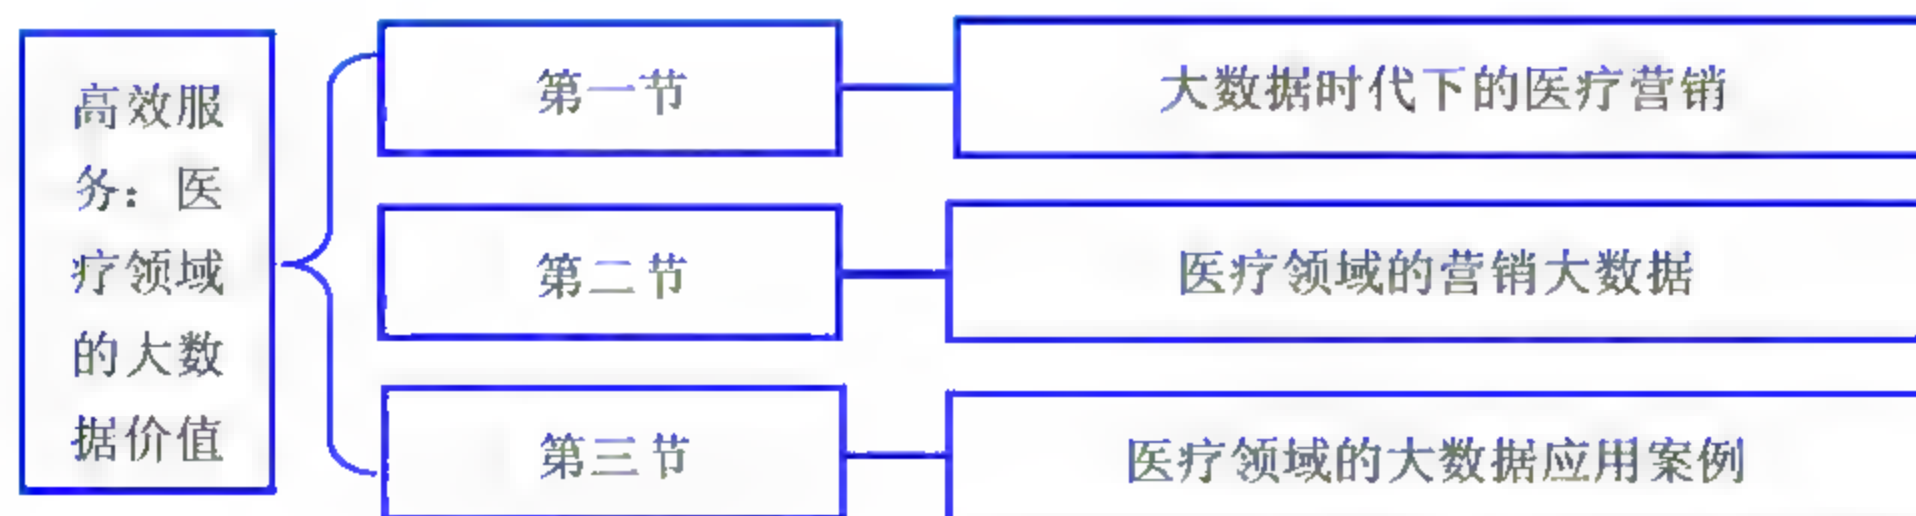 高效服
务：医
疗领域
的大数
据价值
第一节
大数据时代下的医疗营销
第二节
医疗领域的营销大数据
第三节
医疗领域的大数据应用案例